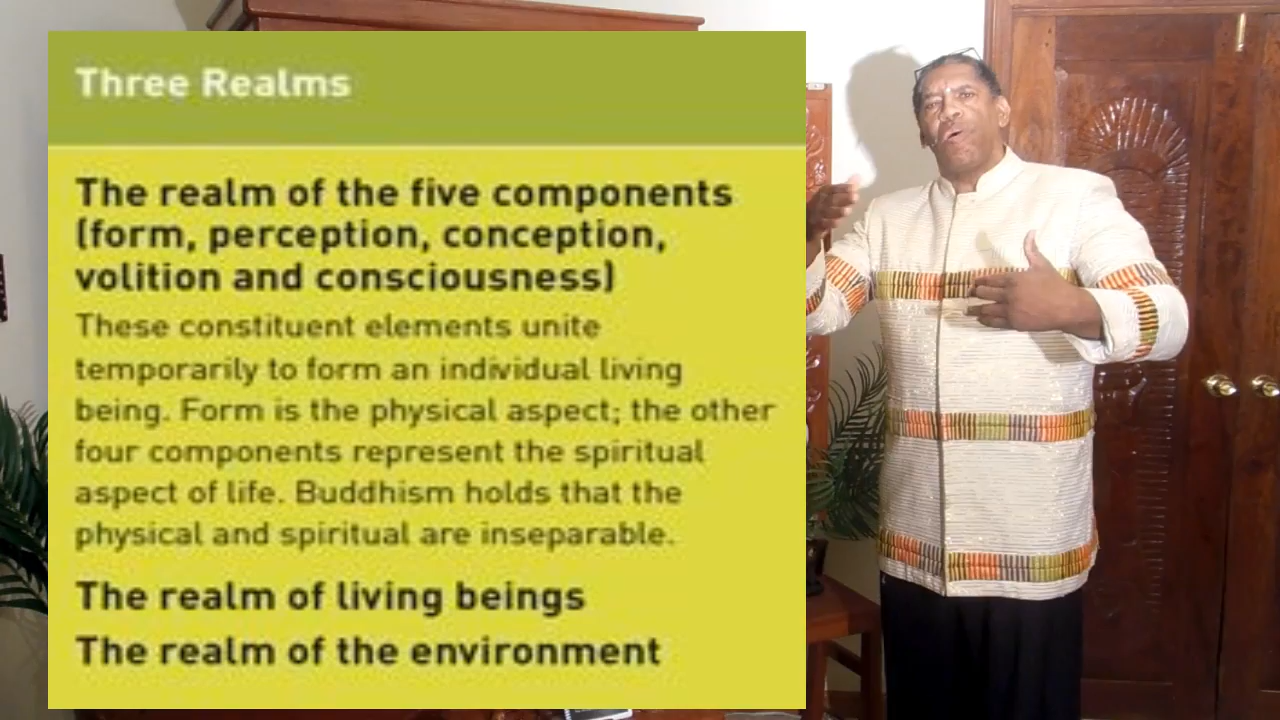 Three Realms
The realm of the five components
(form, perception, conception,
volition and consciousness)
These constituent elements unite
temporarily to form an individual living
being. Form is the physical aspect; the other
four components represent the spiritual
aspect of life. Buddhism holds that the
physical and spiritual are inseparable.
The realm of living beings
The realm of the environment